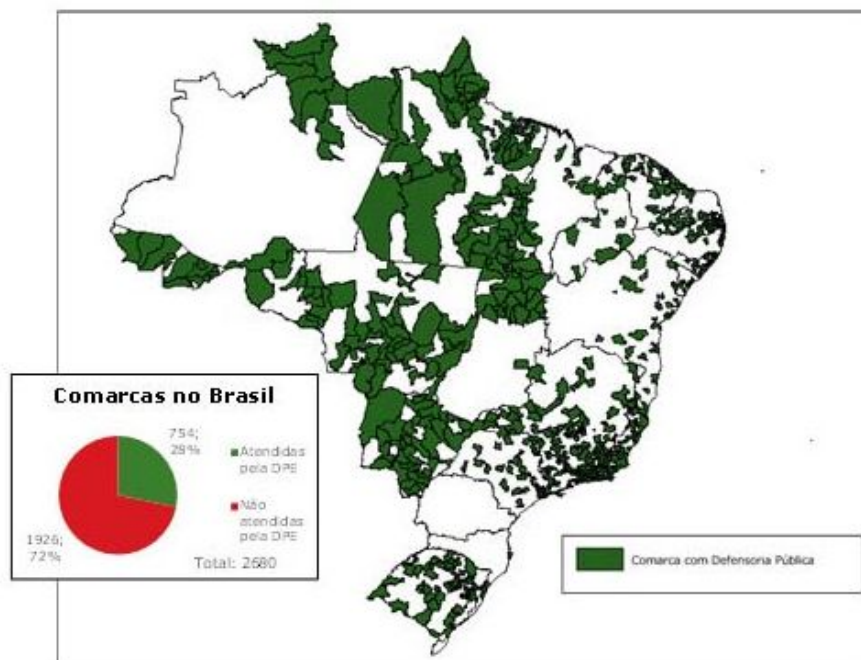 Comarcas no Brasil
754;
28%
Atendidas
pela DPE
Não
atendidas
pela DPE
1926;
72%
Total: 2680
Comarca com Defensoria Pública